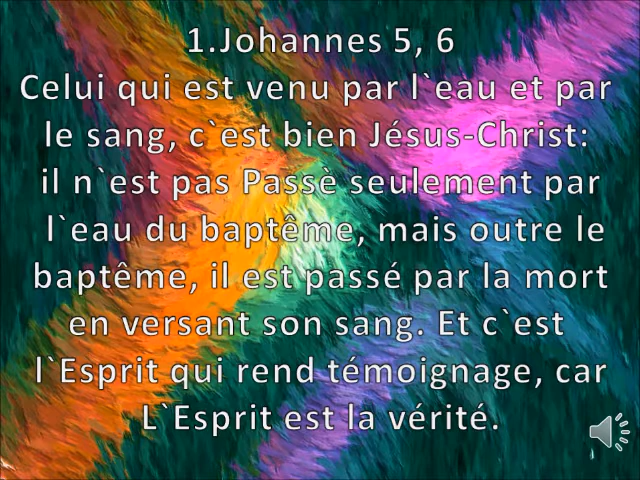 1.Johannes 5, 6
Celui qui est venu par l`eau et par
le sang, c`est bien Jésus-Christ:
il n`est pas Passè seulement par
l`eau du baptême, mais outre le
baptême, il est passé par la mort
en versant son sang. Et c`est
l`Esprit qui rend témoignage, car
L`Esprit est la vérité.